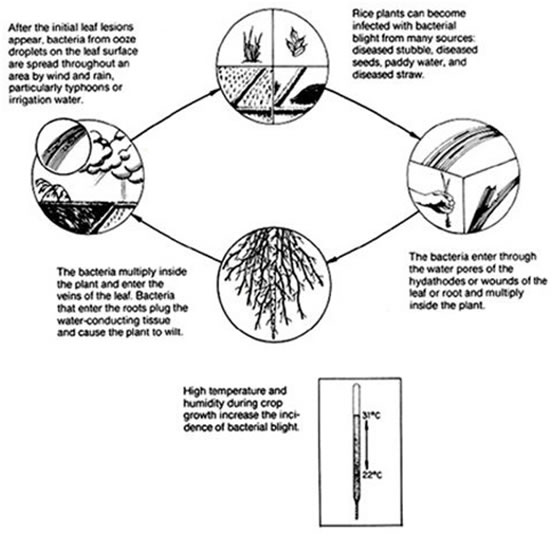 After the initial leaf lesions
appear, bacteria from ooze
droplets on the leaf surface
are spread throughout an
area by wind and rain,
particularly typhoons or
irrigation water.
Rice plants can become
infected with bacterial
blight from many sources:
diseased stubble, diseased
seeds, paddy water, and
diseased straw.
The bacteria enter through
the water pores of the
hydathodes or wounds of the
leaf or root and multiply
inside the plant.
The bacteria multiply inside
the plant and enter the
veins of the leaf. Bacteria
that enter the roots plug the
water-conducting tissue
and cause the plant to wilt.
High temperature and
humidity during crop
growth increase the inci-
dence of bacterial blight.
31°C
22°C